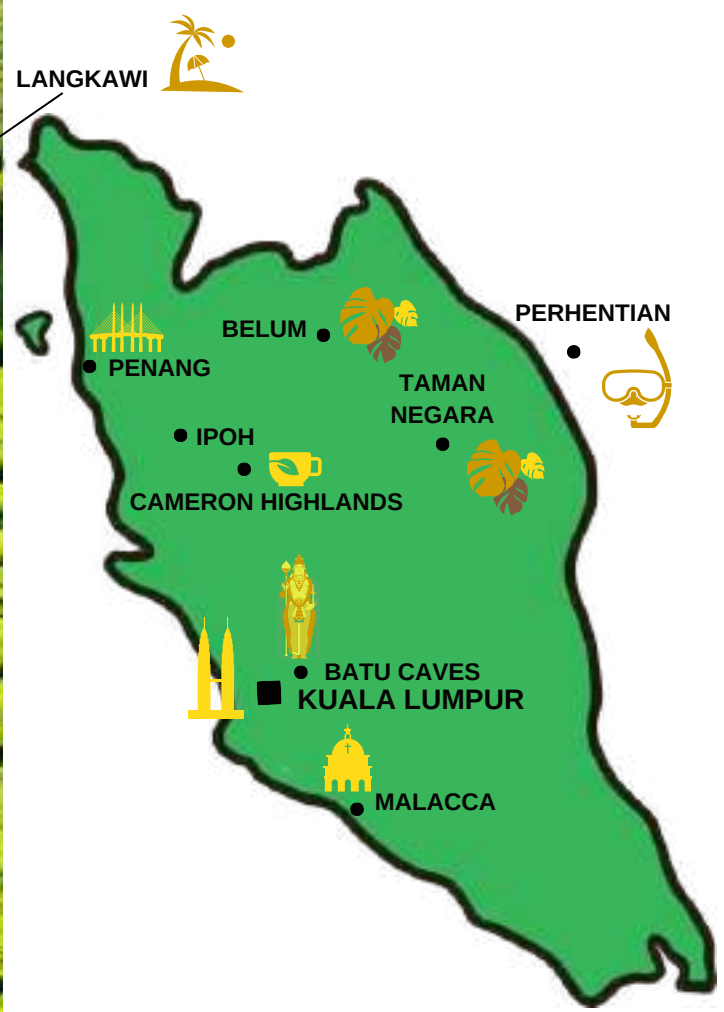 LANGKAWI
PERHENTIAN
BELUM
PENANG
TAMAN
NEGARA
IPOH
CAMERON HIGHLANDS
BATU CAVES
KUALA LUMPUR
MALACCA